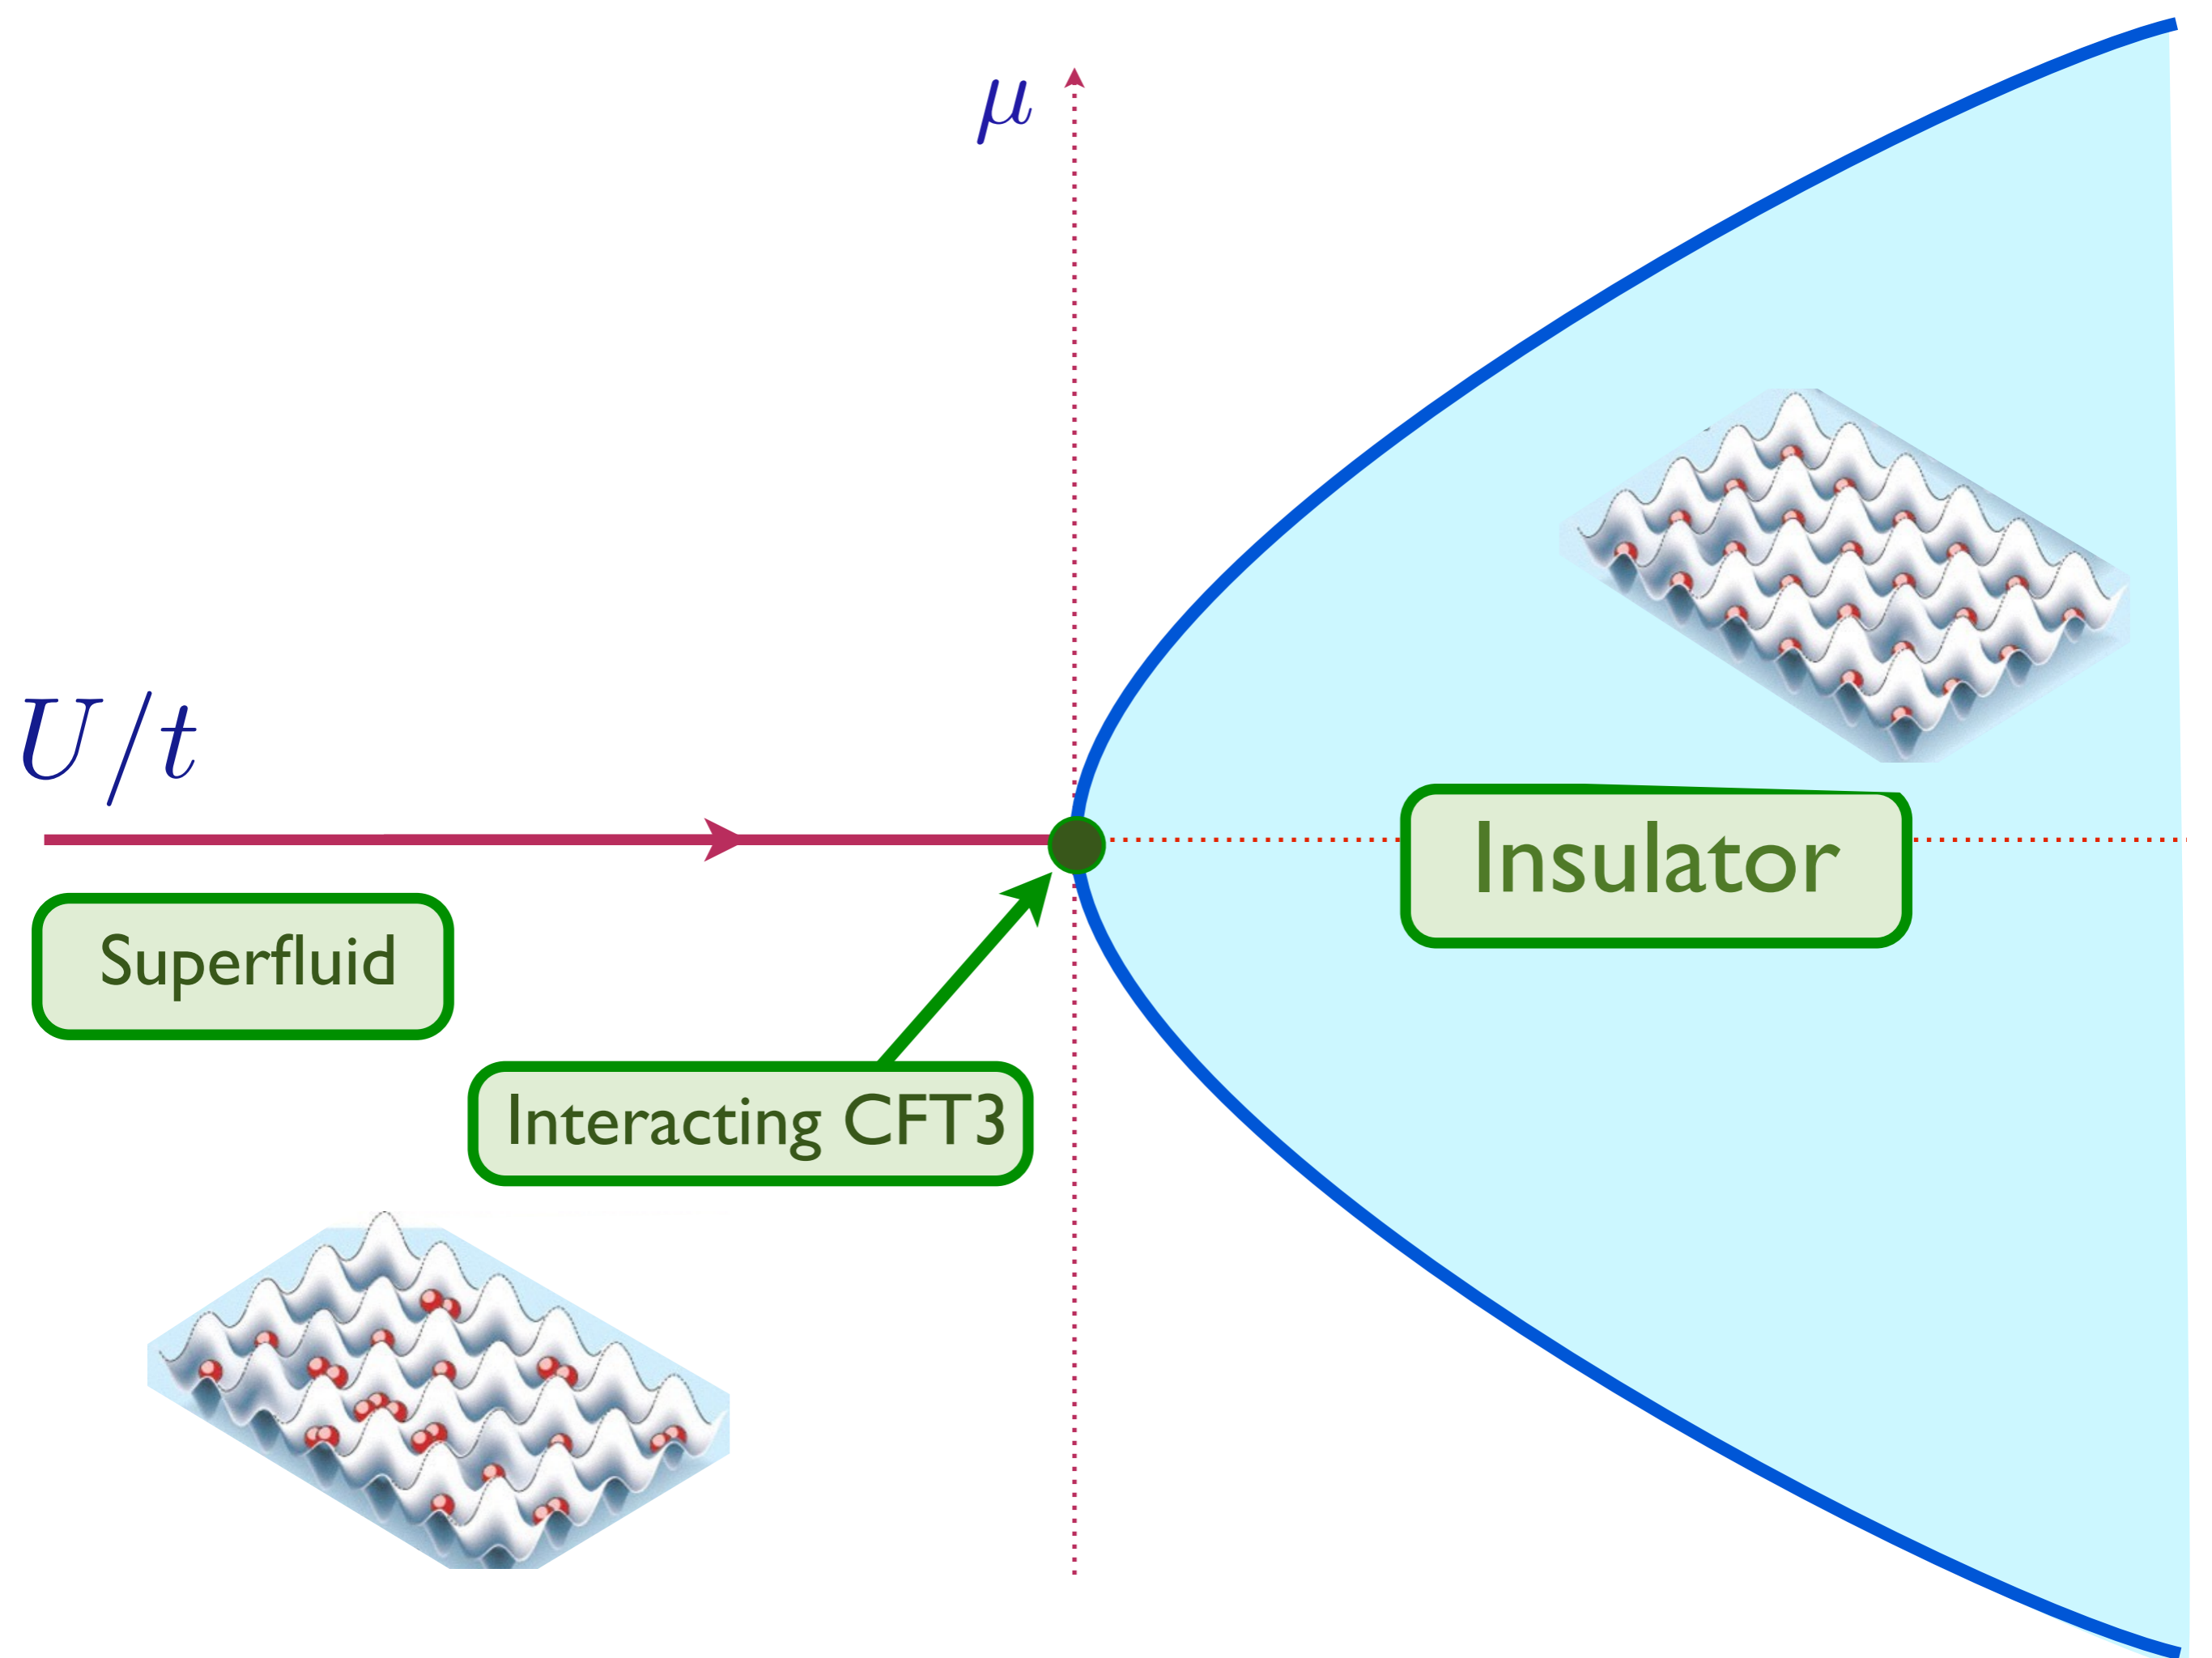 μ
U/t
Insulator
Superfluid
Interacting CFT3